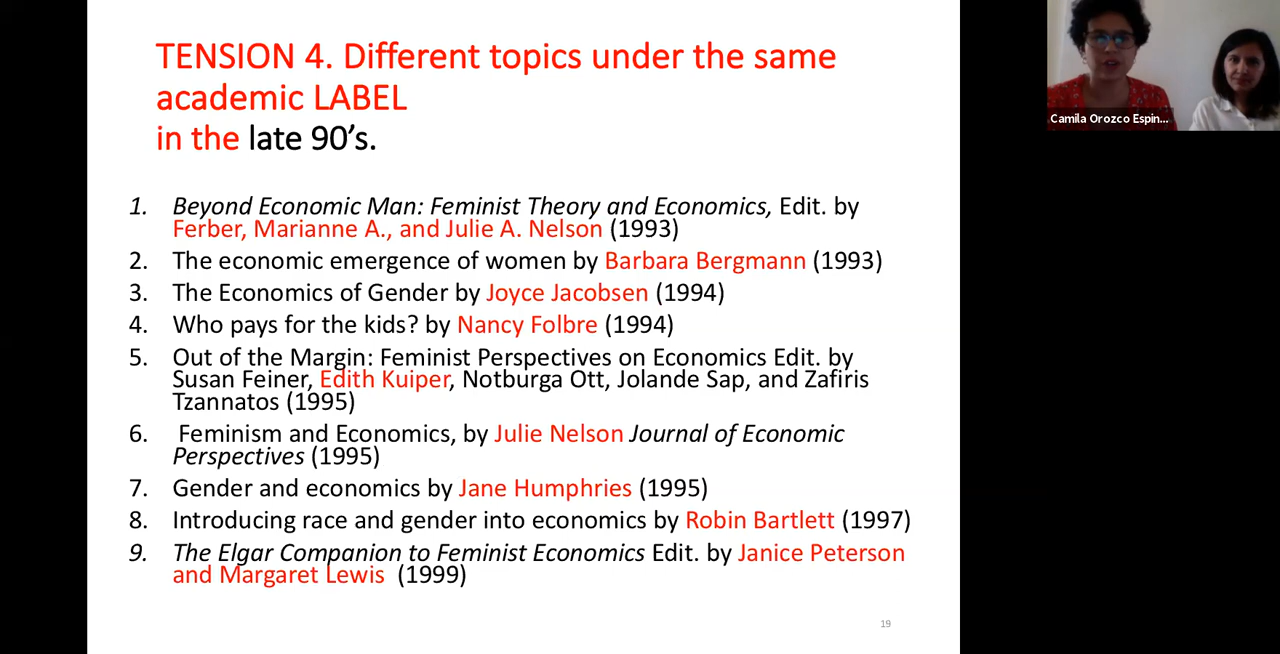 TENSION 4. Different topics under the same
academic LABEL
in the late 90's.
1. Beyond Economic Man: Feminist Theory and Economics, Edit. by
Ferber, Marianne A., and Julie A. Nelson (1993)
2. The economic emergence of women by Barbara Bergmann (1993)
3. The Economics of Gender by Joyce Jacobsen (1994)
4. Who pays for the kids? by Nancy Folbre (1994)
5. Out of the Margin: Feminist Perspectives on Economics Edit. by
Susan Feiner, Edith Kuiper, Notburga Ott, Jolande Sap, and Zafiris
Tzannatos (1995)
6. Feminism and Economics, by Julie Nelson Journal of Economic
Perspectives (1995)
7. Gender and economics by Jane Humphries (1995)
8. Introducing race and gender into economics by Robin Bartlett (1997)
9. The Elgar Companion to Feminist Economics Edit. by Janice Peterson
and Margaret Lewis (1999)
19
Camila Orozco Espin...